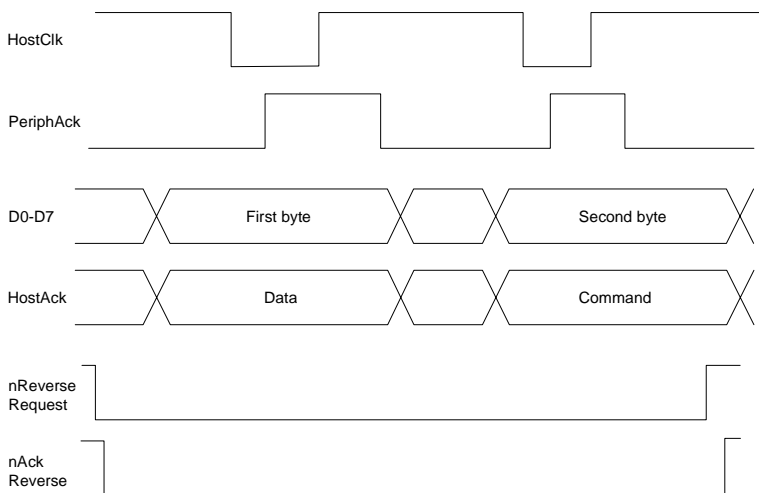 HostClk
PeriphAck
D0-D7
First byte
Second byte
HostAck
Data
Command
nReverse
Request
nAck
Reverse